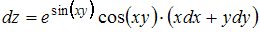 dz = e^{sin(xy)} cos(xy)·(xdx + ydy)